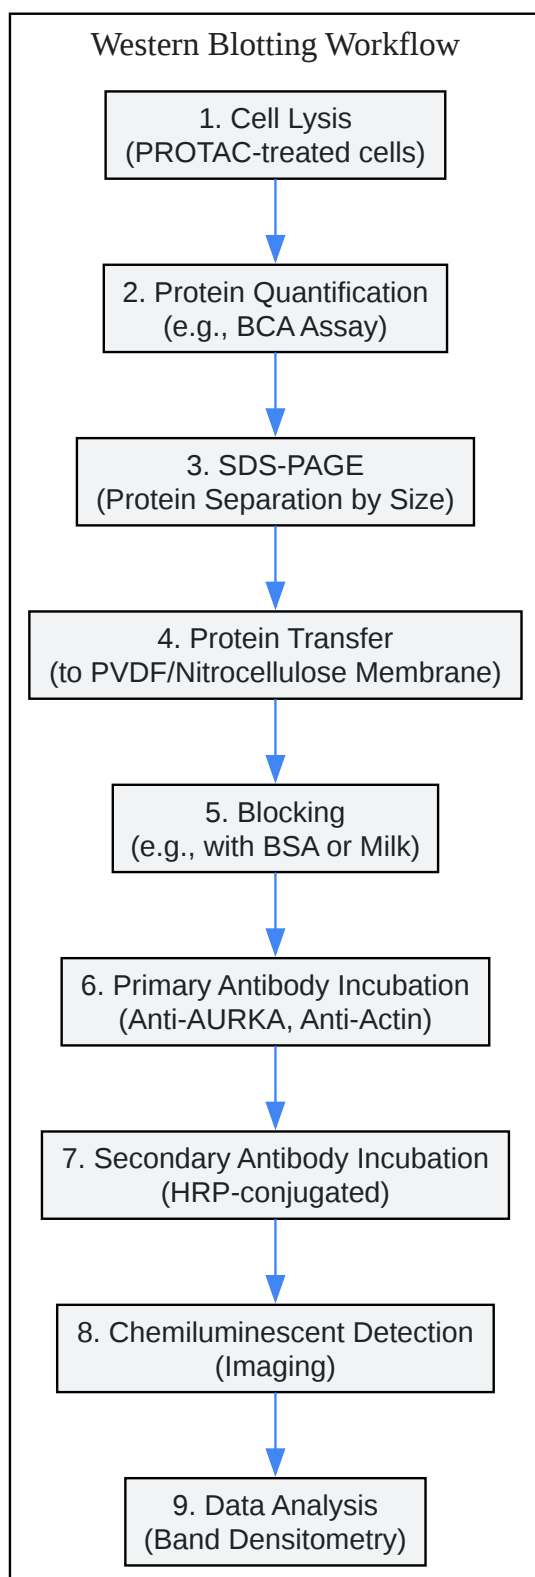 Western Blotting Workflow
1. Cell Lysis
(PROTAC-treated cells)
2. Protein Quantification
(e.g., BCA Assay)
3. SDS-PAGE
(Protein Separation by Size)
4. Protein Transfer
(to PVDF/Nitrocellulose Membrane)
5. Blocking
(e.g., with BSA or Milk)
6. Primary Antibody Incubation
(Anti-AURKA, Anti-Actin)
7. Secondary Antibody Incubation
(HRP-conjugated)
8. Chemiluminescent Detection
(Imaging)
9. Data Analysis
(Band Densitometry)